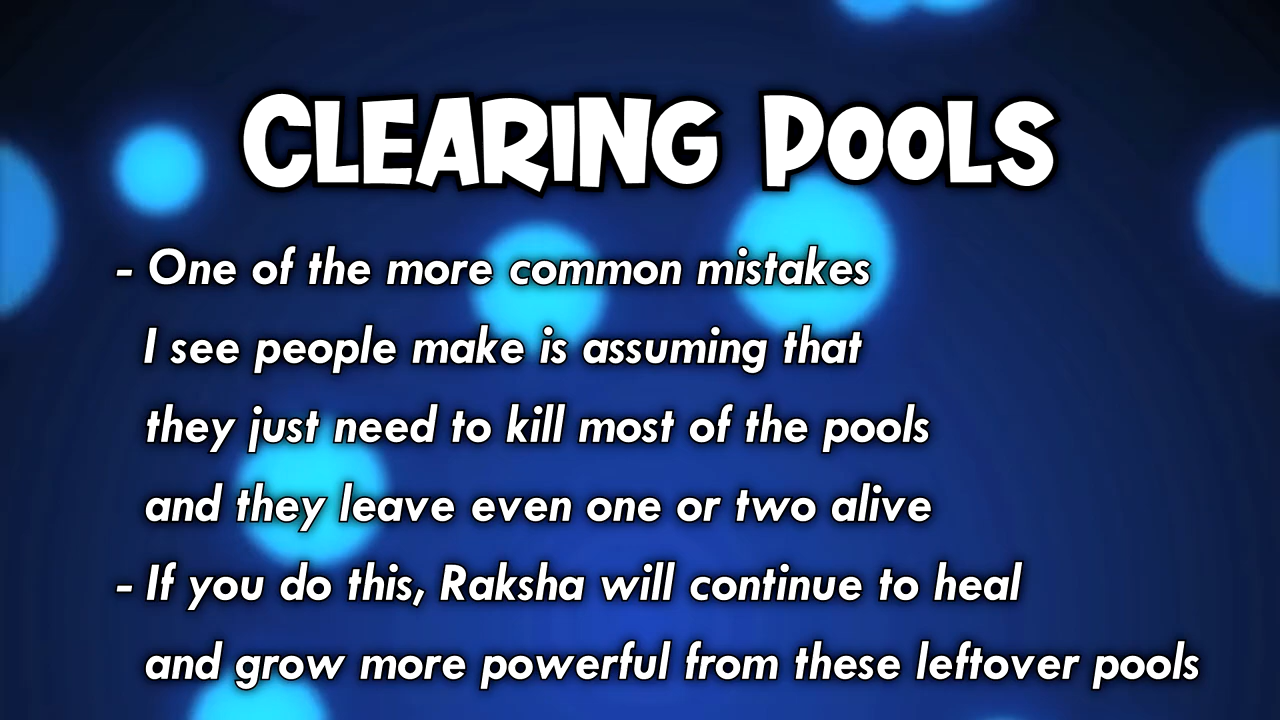 CLEARING POOLS
- One of the more common mistakes
I see people make is assuming that
they just need to kill most of the pools
and they leave even one or two alive
- If you do this, Raksha will continue to heal
and grow more powerful from these leftover pools